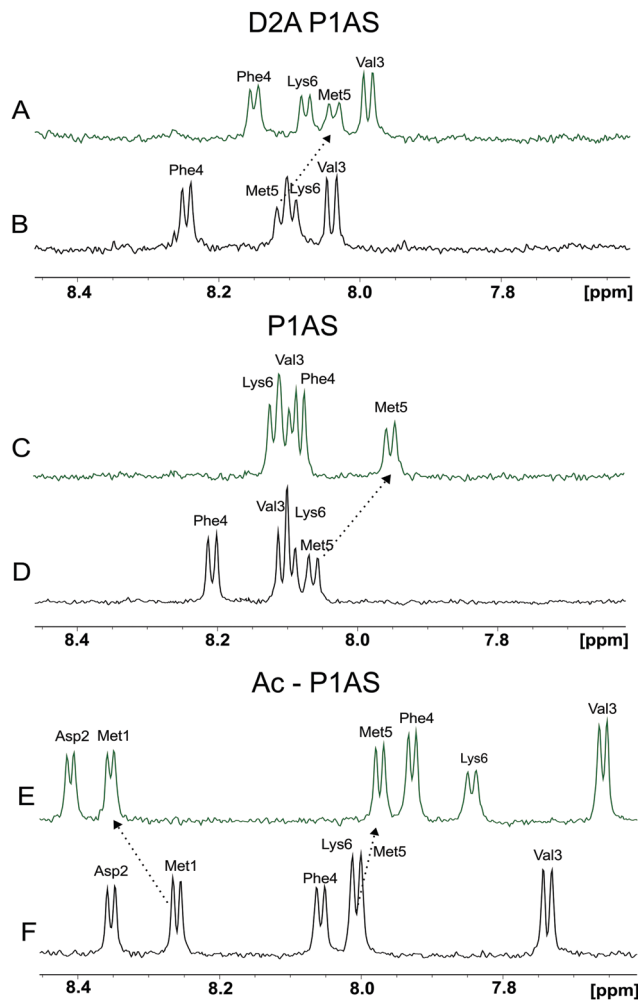 D2A P1AS
A
Phe4 Lys6 Met5 Val3
B
Phe4 Met5 Lys6 Val3
8.4 8.2 8.0 7.8 [ppm]
P1AS
C
Lys6 Val3 Phe4 Met5
D
Phe4 Val3 Lys6 Met5
8.4 8.2 8.0 7.8 [ppm]
Ac - P1AS
E
Asp2 Met1 Met5 Phe4 Lys6 Val3
F
Asp2 Met1 Phe4 Lys6 Met5 Val3
8.4 8.2 8.0 7.8 [ppm]